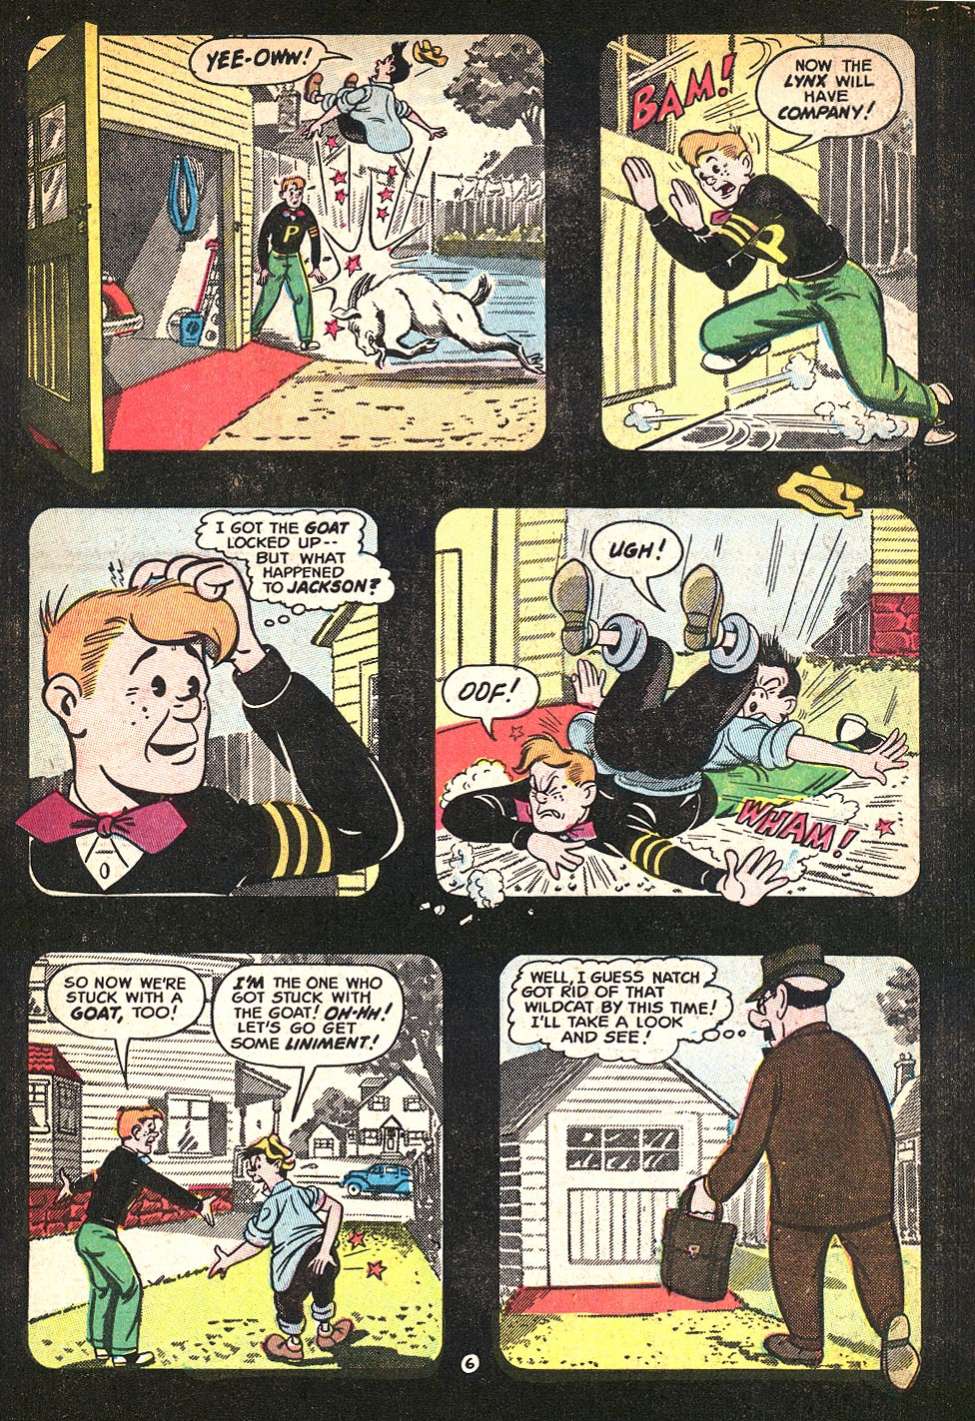 YEE-OWW!
P
BAM!
NOW THE
LYNX WILL
HAVE
COMPANY!
P
I GOT THE GOAT
LOCKED UP--
BUT WHAT
HAPPENED
TO JACKSON?
UGH!
OOF!
WHAM!
SO NOW WE'RE
STUCK WITH A
GOAT, TOO!
I'M THE ONE WHO
GOT STUCK WITH
THE GOAT! OH-HH!
LET'S GO GET
SOME LINIMENT!
WELL, I GUESS NATCH
GOT RID OF THAT
WILDCAT BY THIS TIME!
I'LL TAKE A LOOK
AND SEE!
6